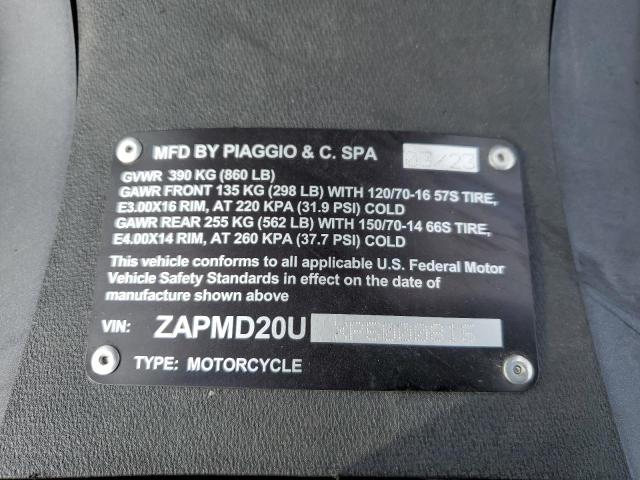 MFD BY PIAGGIO & C. SPA 03/23
GVWR 390 KG (860 LB)
GAWR FRONT 135 KG (298 LB) WITH 120/70-16 57S TIRE,
E3.00X16 RIM, AT 220 KPA (31.9 PSI) COLD
GAWR REAR 255 KG (562 LB) WITH 150/70-14 66S TIRE,
E4.00X14 RIM, AT 260 KPA (37.7 PSI) COLD
This vehicle conforms to all applicable U.S. Federal Motor
Vehicle Safety Standards in effect on the date of
manufacture shown above
VIN: ZAPMD20U
TYPE: MOTORCYCLE